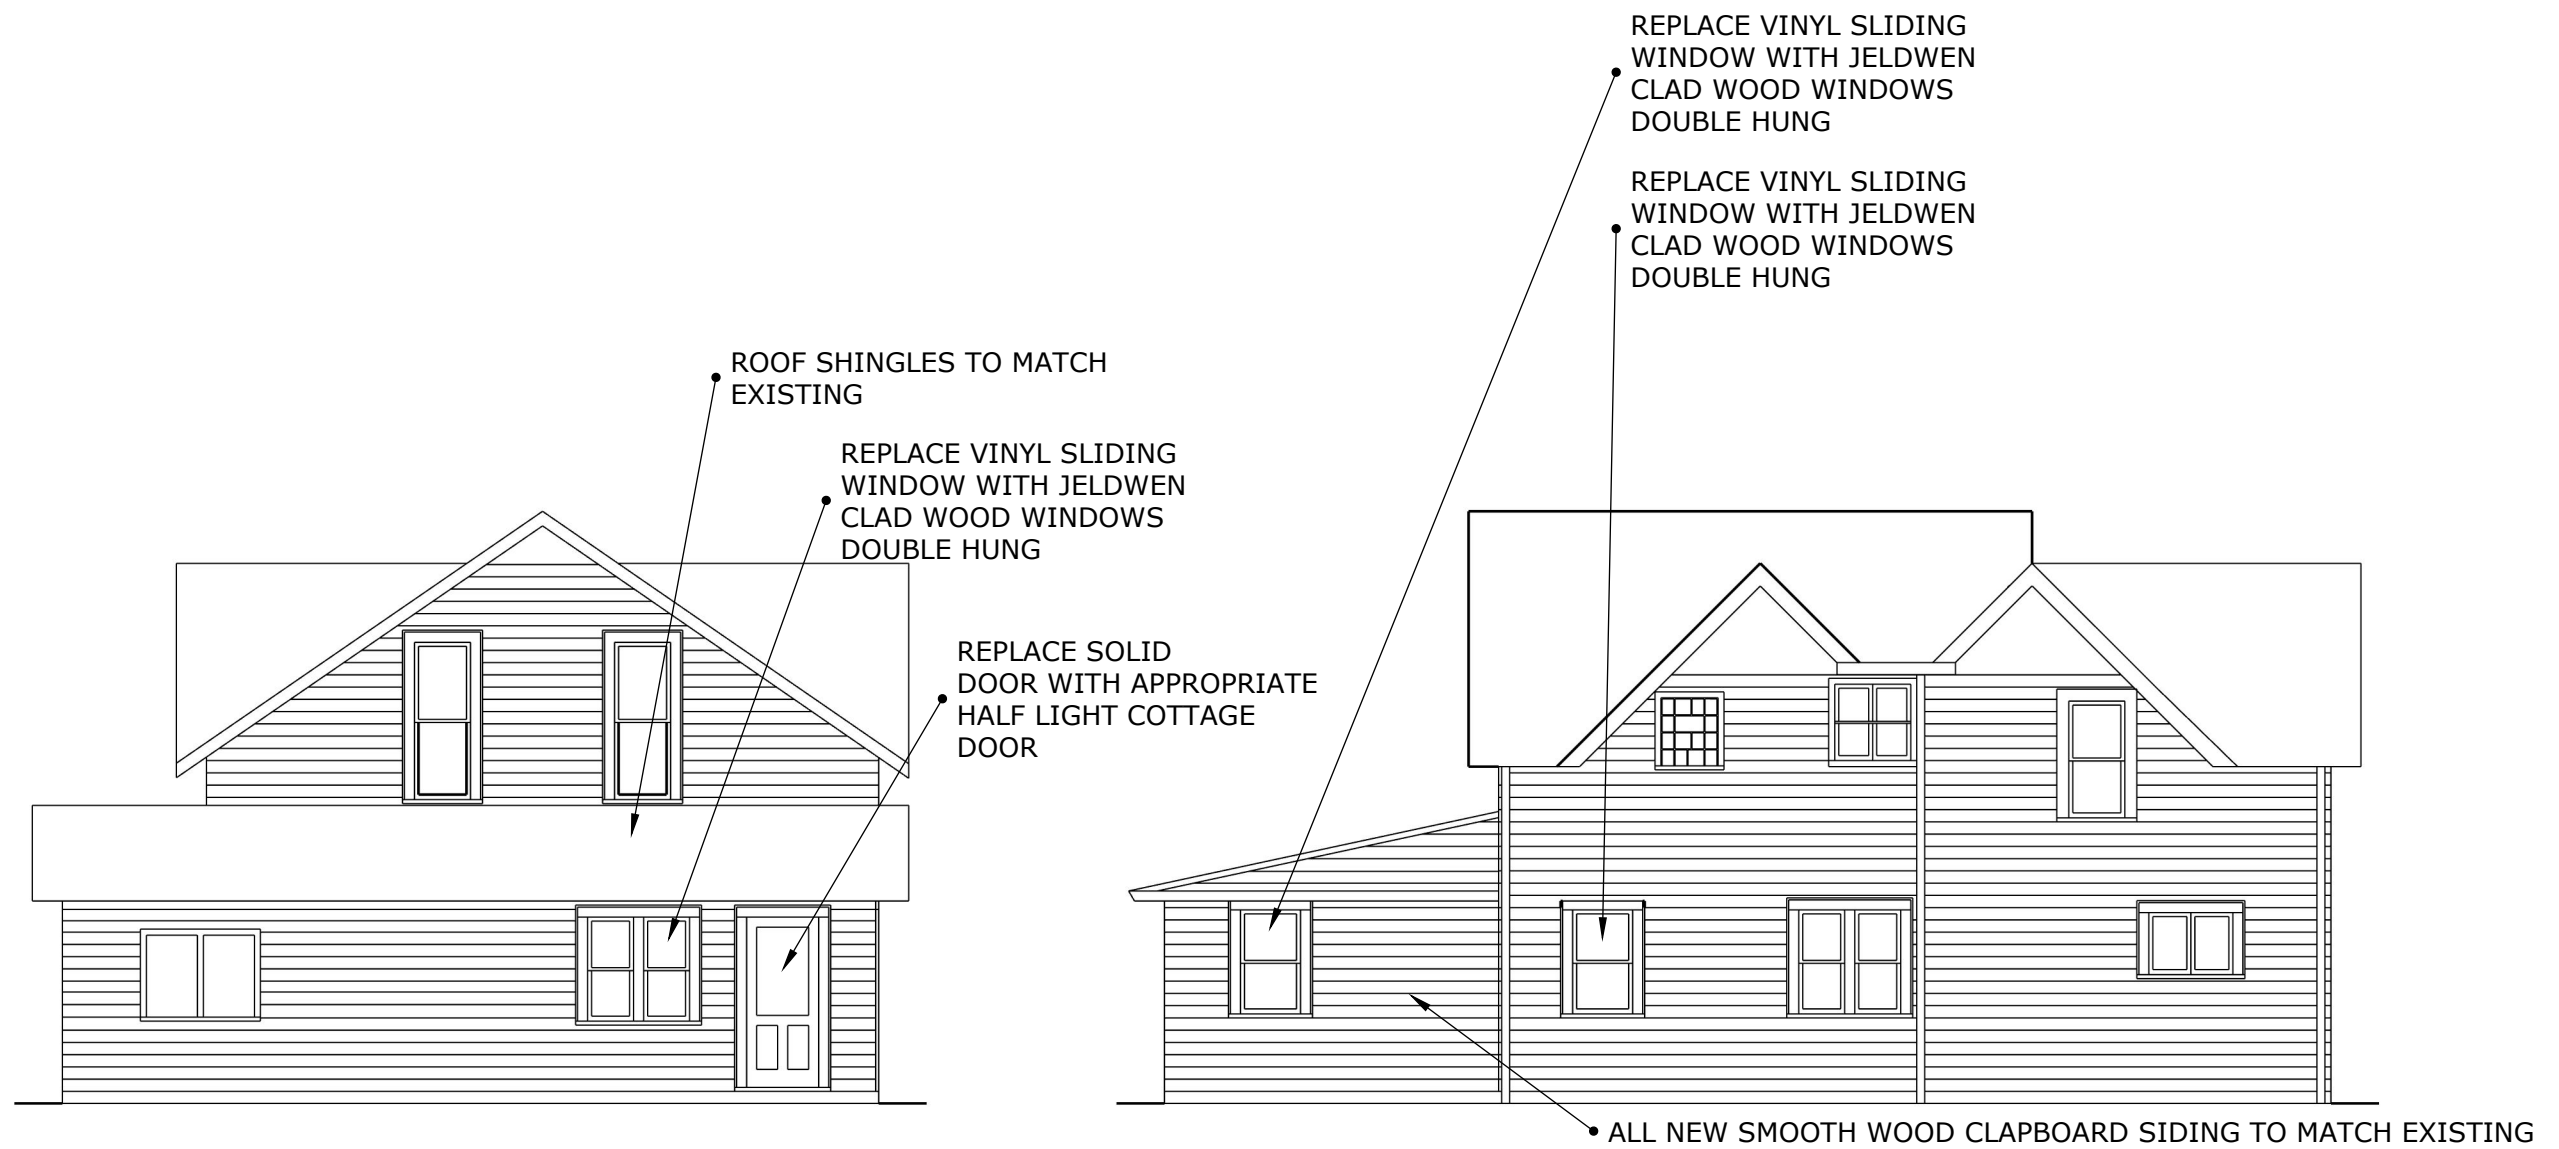 REPLACE VINYL SLIDING
WINDOW WITH JELDWEN
CLAD WOOD WINDOWS
DOUBLE HUNG
REPLACE VINYL SLIDING
WINDOW WITH JELDWEN
CLAD WOOD WINDOWS
DOUBLE HUNG
ROOF SHINGLES TO MATCH
EXISTING
REPLACE VINYL SLIDING
WINDOW WITH JELDWEN
CLAD WOOD WINDOWS
DOUBLE HUNG
REPLACE SOLID
DOOR WITH APPROPRIATE
HALF LIGHT COTTAGE
DOOR
ALL NEW SMOOTH WOOD CLAPBOARD SIDING TO MATCH EXISTING